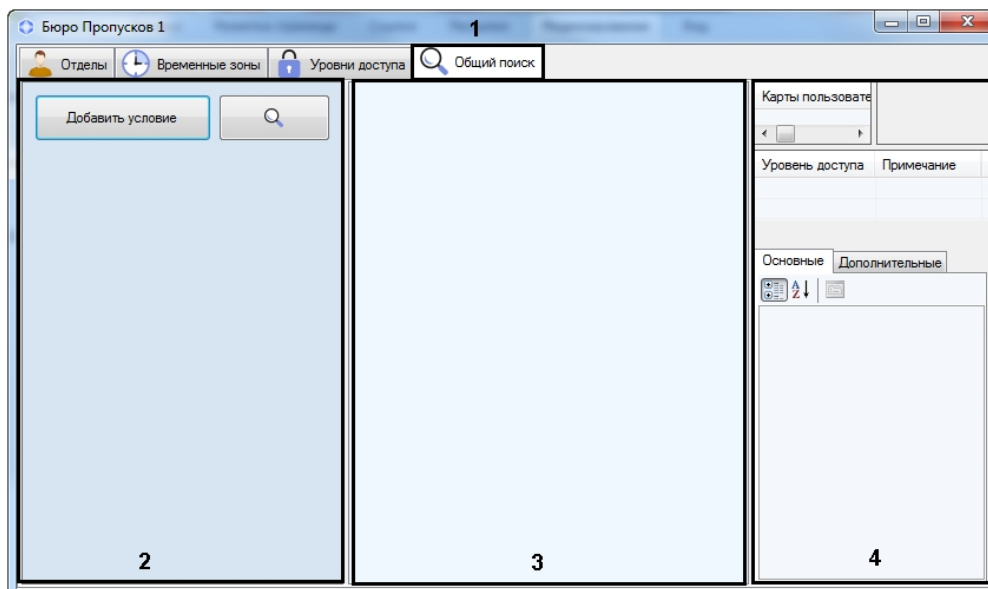 Бюро Пропусков 1
1
Отделы
Временные зоны
Уровни доступа
Общий поиск
Добавить условие
Карты пользовате
Уровень доступа
Примечание
Основные
Дополнительные
2
3
4